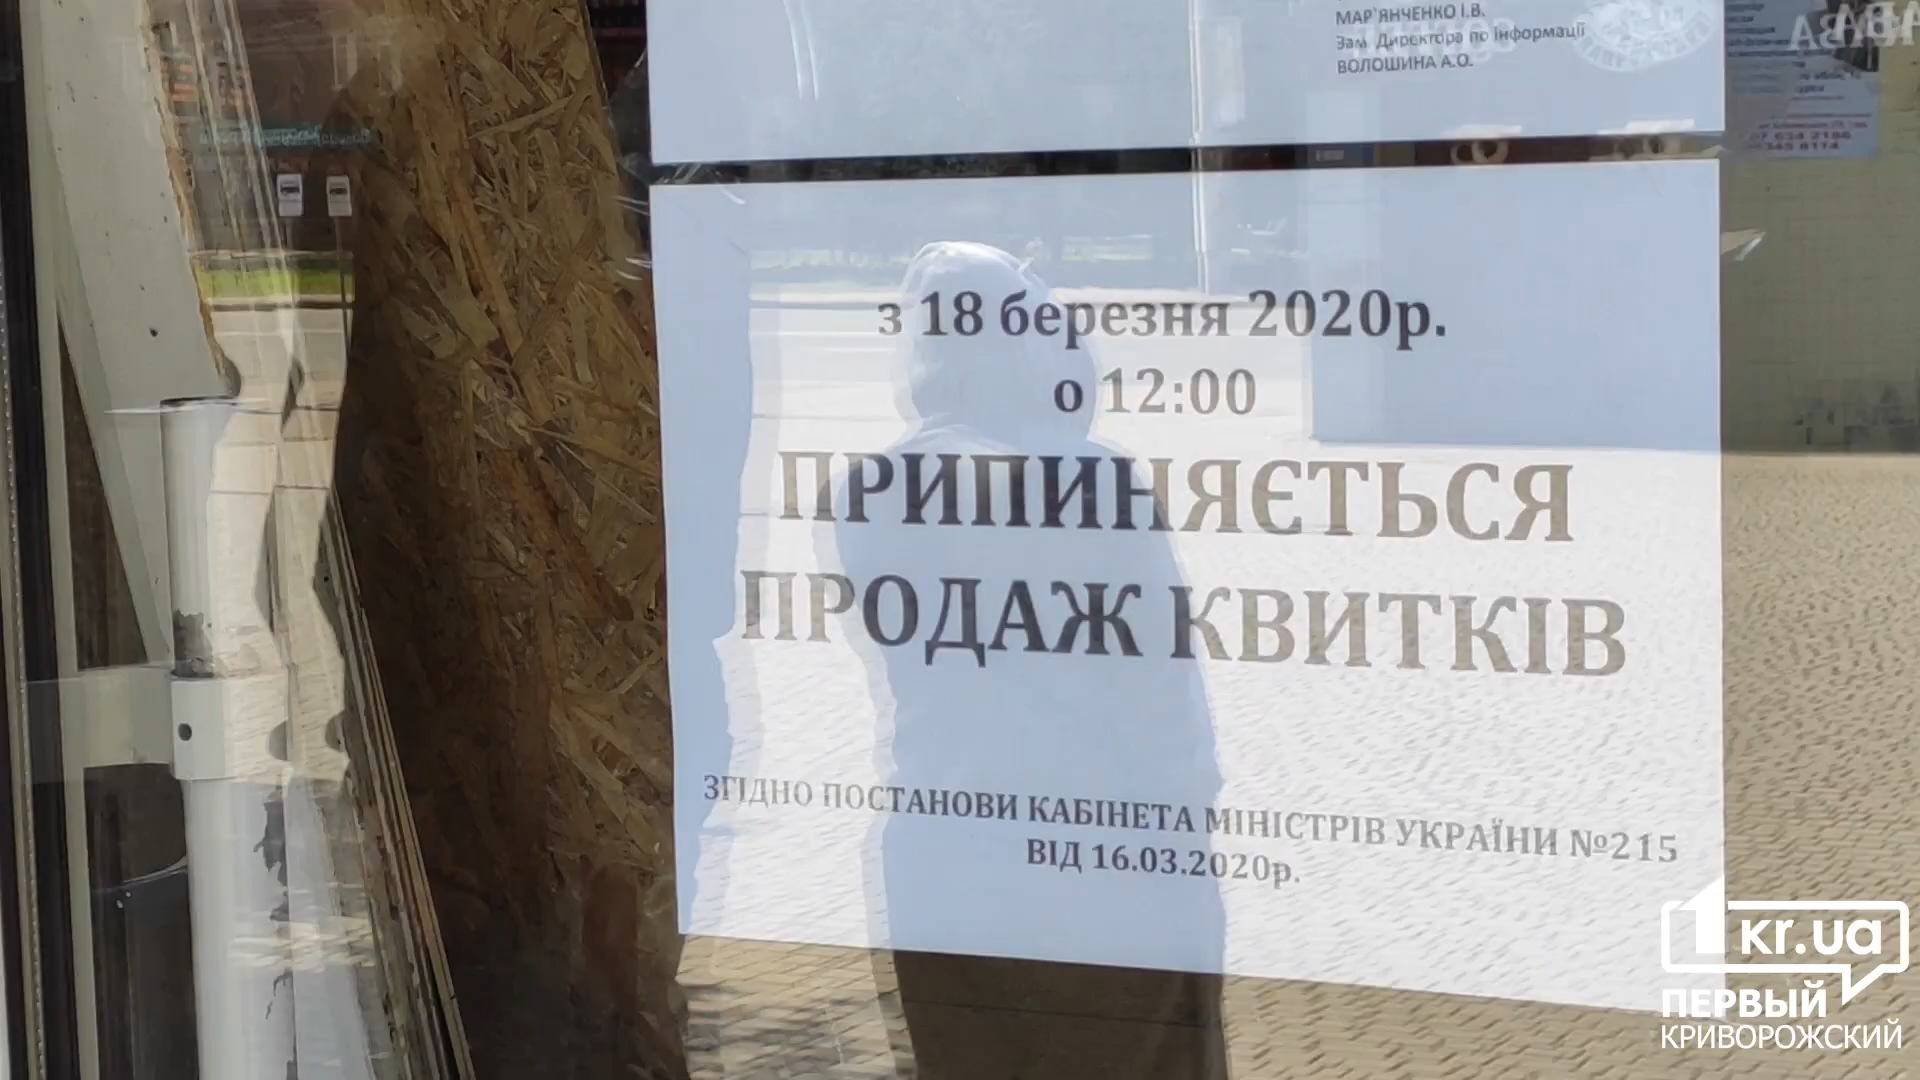 МАР'ЯНЧЕНКО І.В.
Зам. Директора по інформації
ВОЛОШИНА А.О.
з 18 березня 2020р.
о 12:00
ПРИПИНЯЄТЬСЯ
ПРОДАЖ КВИТКІВ
ЗГІДНО ПОСТАНОВИ КАБІНЕТА МІНІСТРІВ УКРАЇНИ №215
ВІД 16.03.2020р.
1kr.ua
ПЕРВЫЙ
КРИВОРОЖСКИЙ